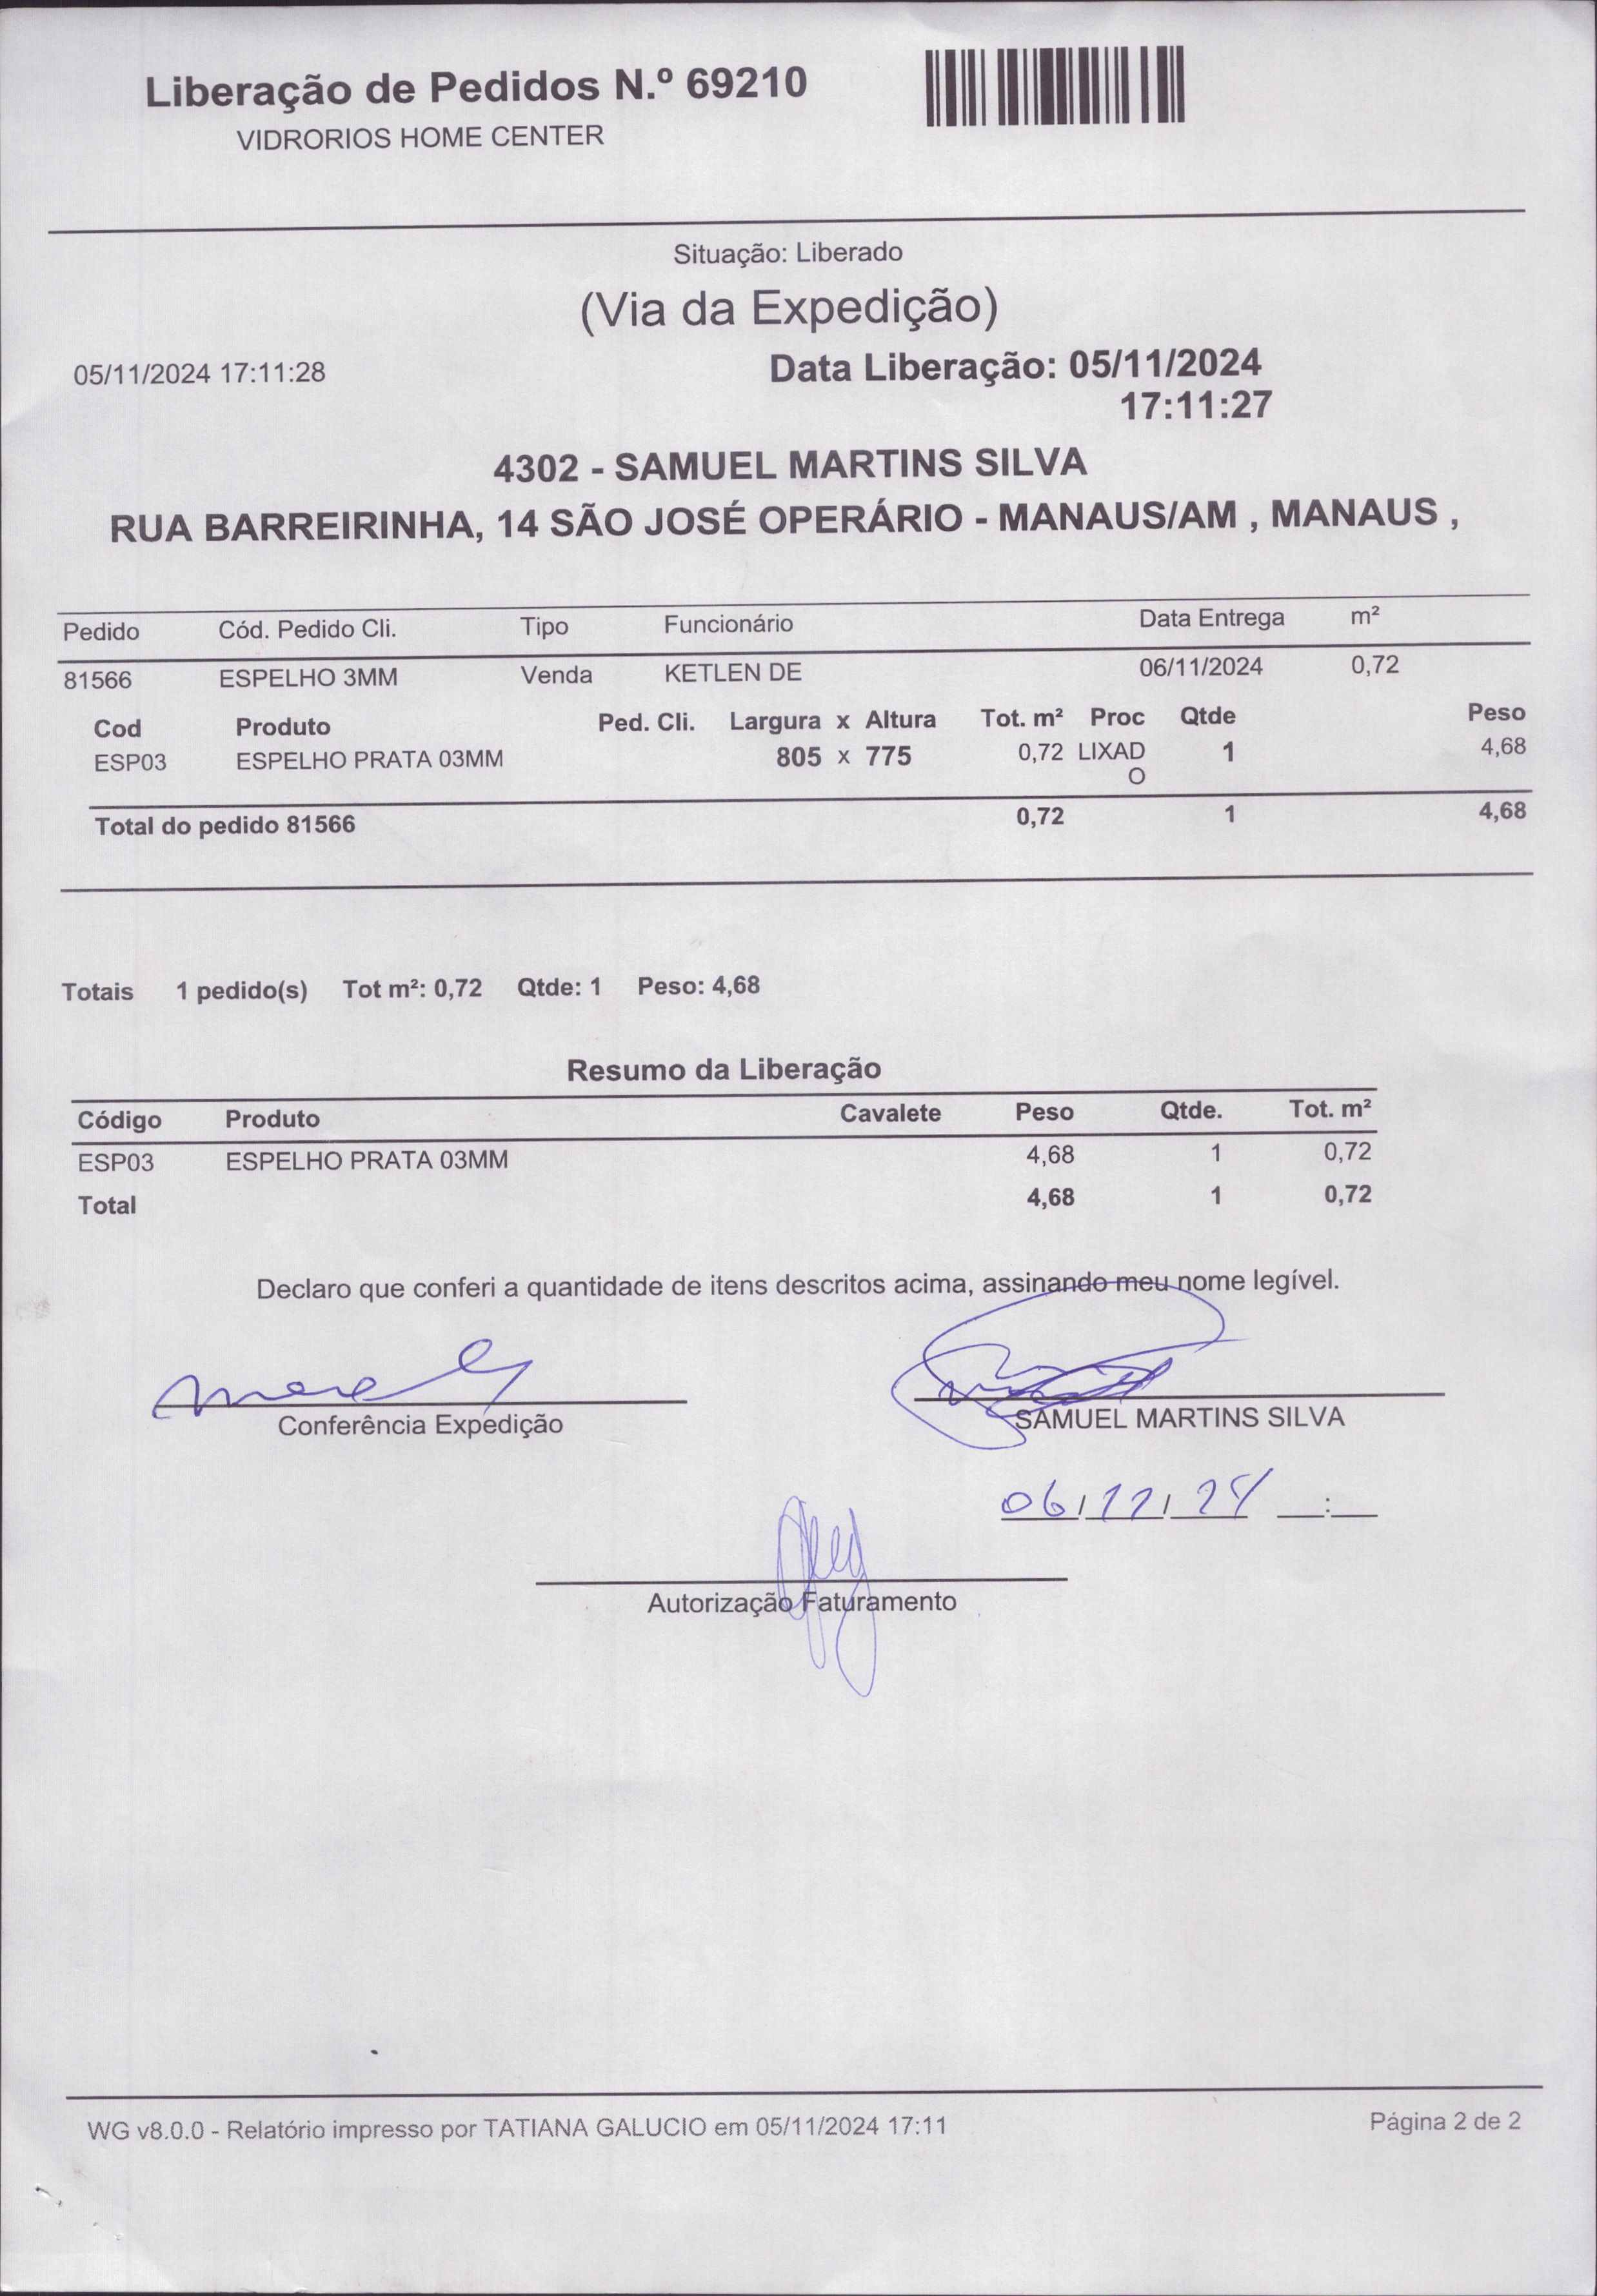 Liberação de Pedidos N.º 69210
VIDRORIOS HOME CENTER
Situação: Liberado
(Via da Expedição)
05/11/2024 17:11:28
Data Liberação: 05/11/2024
17:11:27
4302 - SAMUEL MARTINS SILVA
RUA BARREIRINHA, 14 SÃO JOSÉ OPERÁRIO - MANAUS/AM , MANAUS ,
Pedido Cód. Pedido Cli. Tipo Funcionário Data Entrega m²
81566 ESPELHO 3MM Venda KETLEN DE 06/11/2024 0,72
Cod Produto Ped. Cli. Largura x Altura Tot. m² Proc Qtde Peso
ESP03 ESPELHO PRATA 03MM 805 x 775 0,72 LIXAD 1 4,68
O
Total do pedido 81566 0,72 1 4,68
Totais 1 pedido(s) Tot m²: 0,72 Qtde: 1 Peso: 4,68
Resumo da Liberação
Código Produto Cavalete Peso Qtde. Tot. m²
ESP03 ESPELHO PRATA 03MM 4,68 1 0,72
Total 4,68 1 0,72
Declaro que conferi a quantidade de itens descritos acima, assinando meu nome legível.
Conferência Expedição
SAMUEL MARTINS SILVA
06/11/24 __:__
Autorização Faturamento
WG v8.0.0 - Relatório impresso por TATIANA GALUCIO em 05/11/2024 17:11
Página 2 de 2